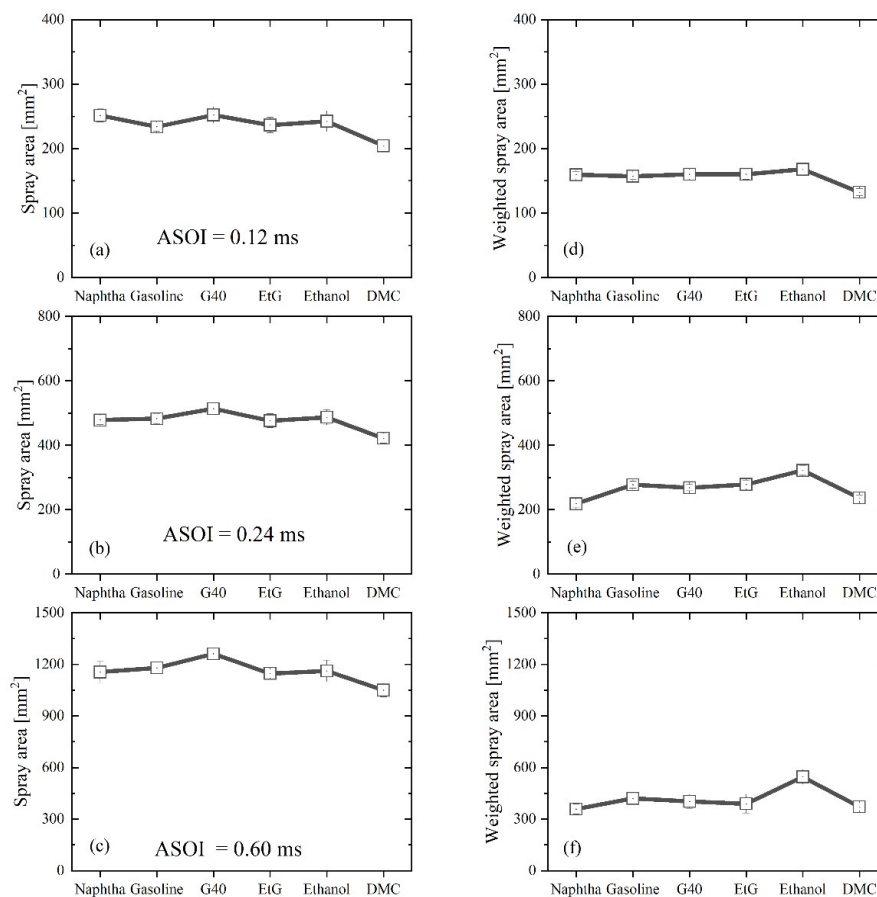 400
300
200
100
0
Spray area [mm²]
(a)
ASOI = 0.12 ms
Naphtha Gasoline G40 EtG Ethanol DMC
400
300
200
100
0
Weighted spray area [mm²]
(d)
Naphtha Gasoline G40 EtG Ethanol DMC
800
600
400
200
0
Spray area [mm²]
(b)
ASOI = 0.24 ms
Naphtha Gasoline G40 EtG Ethanol DMC
800
600
400
200
0
Weighted spray area [mm²]
(e)
Naphtha Gasoline G40 EtG Ethanol DMC
1500
1200
900
600
300
0
Spray area [mm²]
(c)
ASOI = 0.60 ms
Naphtha Gasoline G40 EtG Ethanol DMC
1500
1200
900
600
300
0
Weighted spray area [mm²]
(f)
Naphtha Gasoline G40 EtG Ethanol DMC